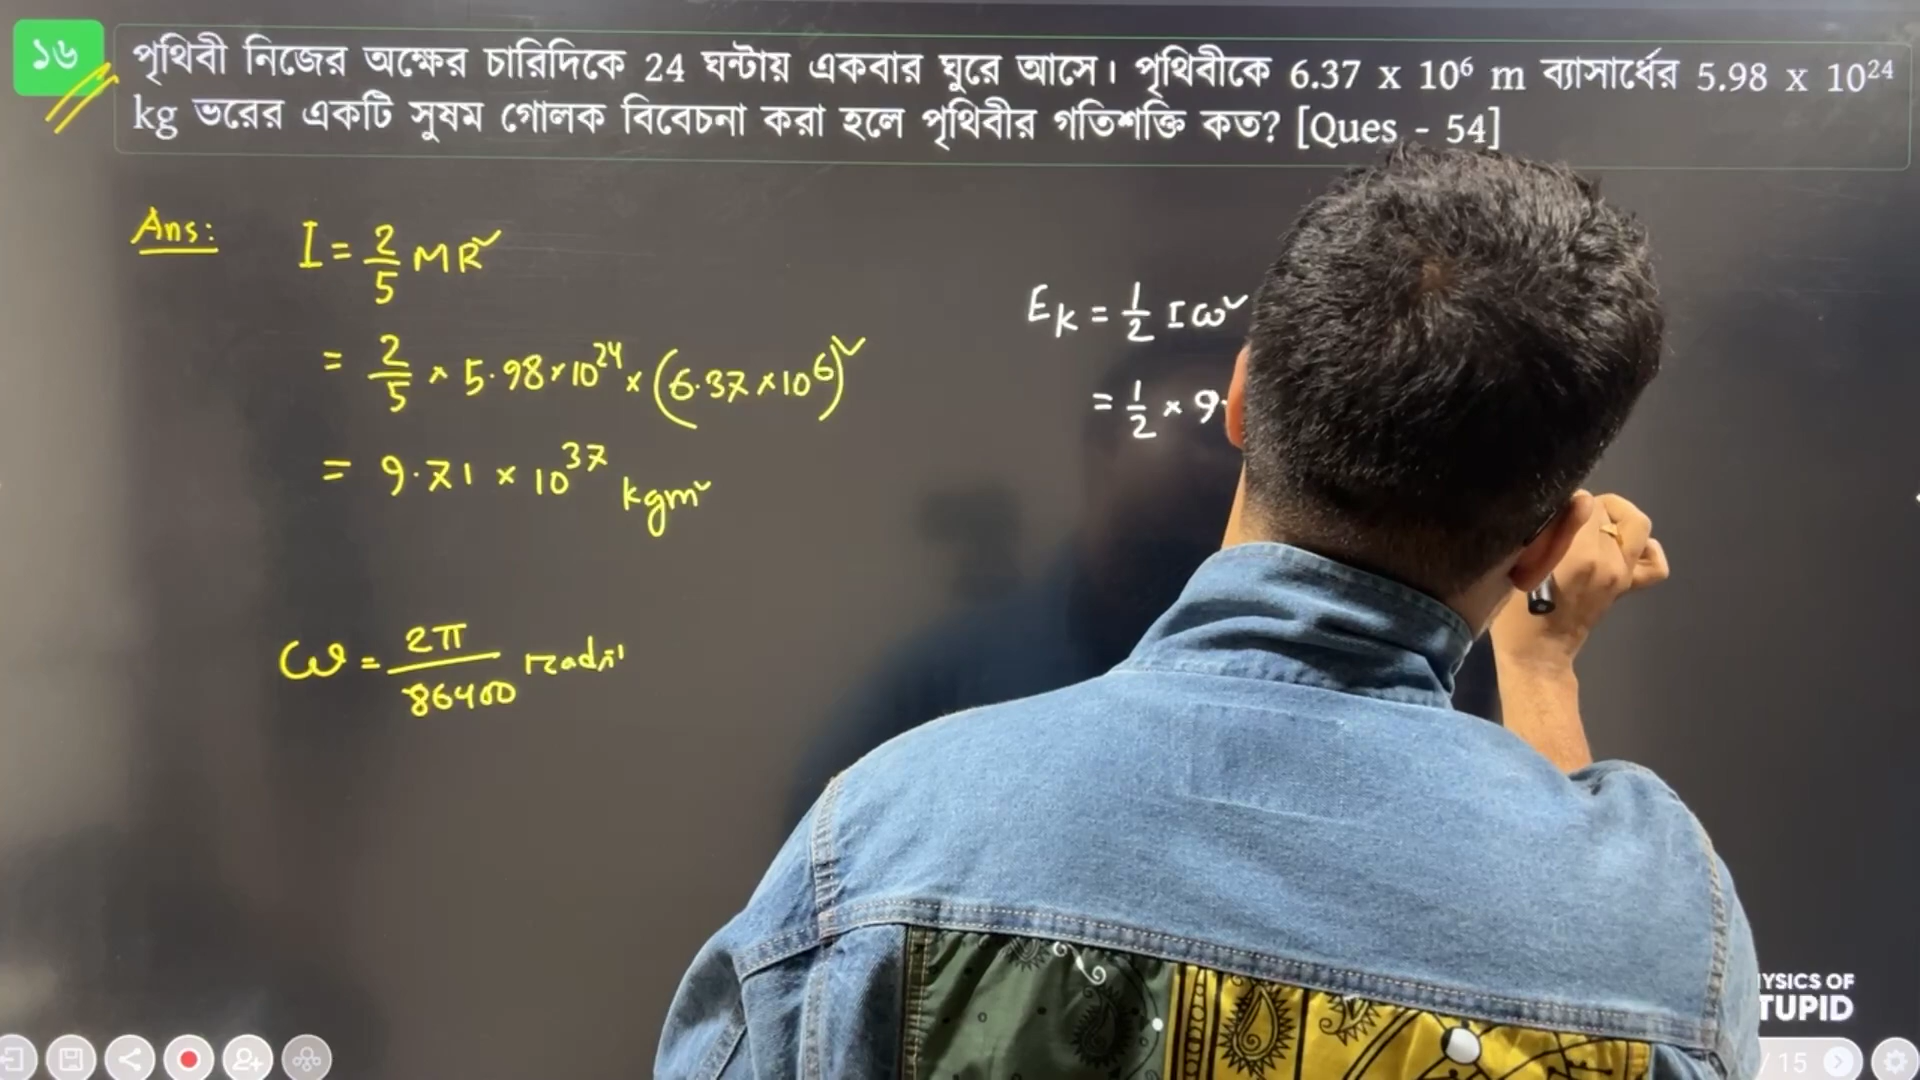 ১৬
পৃথিবী নিজের অক্ষের চারিদিকে 24 ঘন্টায় একবার ঘুরে আসে। পৃথিবীকে 6.37 x 10⁶ m ব্যাসার্ধের 5.98 x 10²⁴
kg ভরের একটি সুষম গোলক বিবেচনা করা হলে পৃথিবীর গতিশক্তি কত? [Ques - 54]
Ans: I = 2/5 MR²
= 2/5 × 5.98 × 10²⁴ × (6.37 × 10⁶)²
= 9.71 × 10³⁷ kgm²
ω = 2π/86400 rads⁻¹
E_K = 1/2 Iω²
= 1/2 × 9.
YSICS OF
TUPID
/ 15